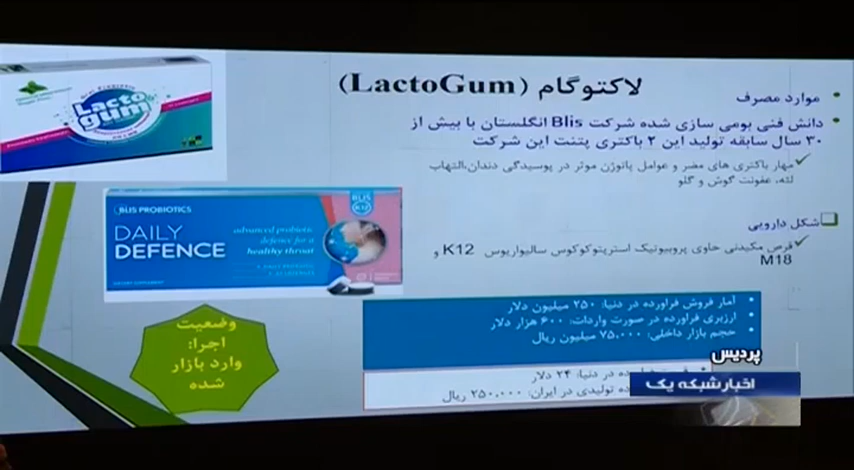 لاکتوگام (LactoGum)
موارد مصرف
دانش فنی بومی سازی شده شرکت Blis انگلستان با بیش از
۳۰ سال سابقه تولید این ۲ باکتری پتنت این شرکت
مهار باکتری های مضر و عوامل پاتوژن موثر در پوسیدگی دندان،التهاب
لثه، عفونت گوش و گلو
شکل دارویی
قرص مکیدنی حاوی پروبیوتیک استرپتوکوکوس سالیواریوس K12 و
M18
Lacto
gum
BLIS PROBIOTICS
DAILY
DEFENCE
advanced probiotic
defence for a
healthy throat
BLIS
K12
وضعیت
اجرا:
وارد بازار
شده
آمار فروش فراورده در دنیا: ۲۵۰ میلیون دلار
ارزبری فراورده در صورت واردات: ۶۰۰ هزار دلار
حجم بازار داخلی: ۷۵.۰۰۰ میلیون ریال
در دنیا: ۲۴ دلار
تولیدی در ایران: ۲۵۰.۰۰۰ ریال
پردیس
اخبار شبکه یک